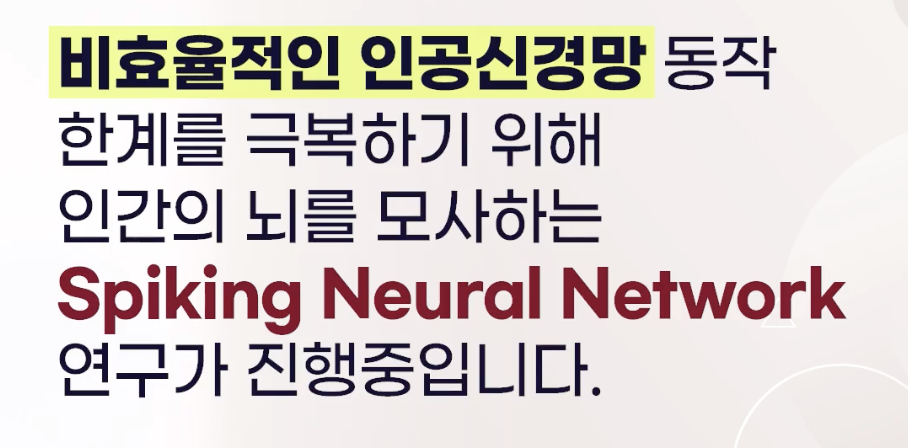 비효율적인 인공신경망 동작
한계를 극복하기 위해
인간의 뇌를 모사하는
Spiking Neural Network
연구가 진행중입니다.